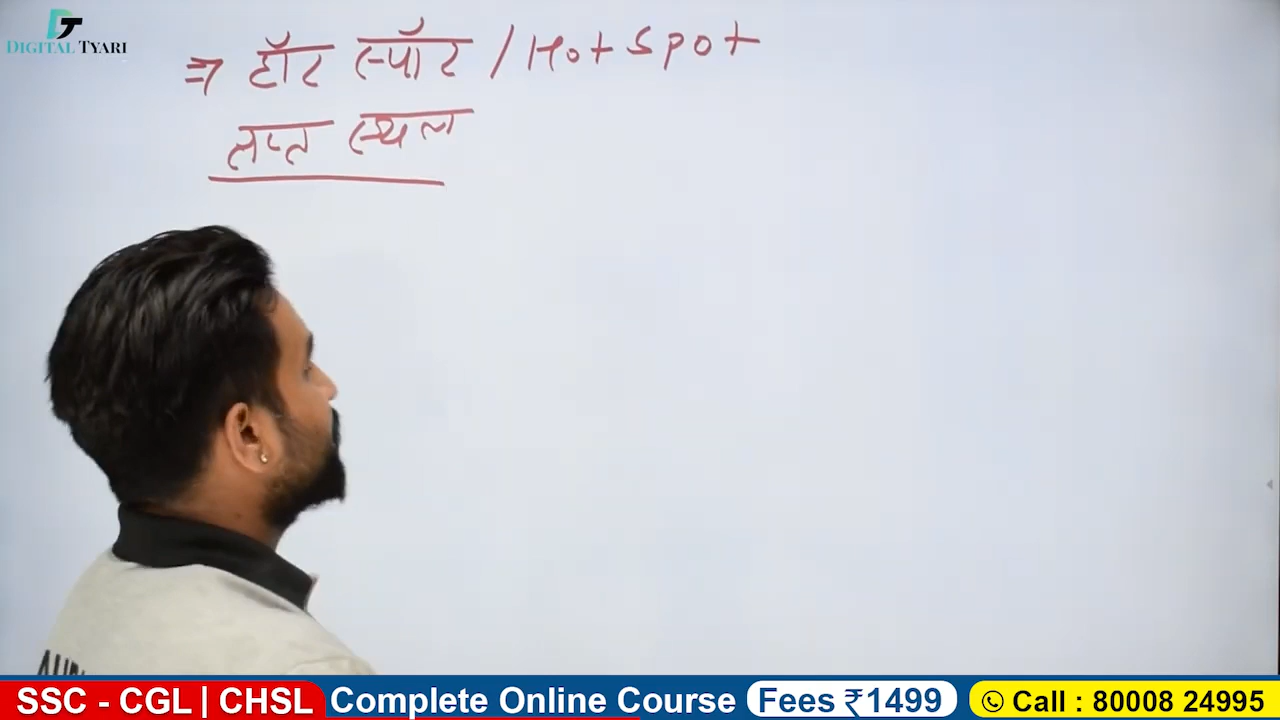 DIGITAL TYARI
⇒ हॉट स्पॉट / Hot Spot
तप्त स्थल
SSC - CGL | CHSL Complete Online Course Fees ₹1499 Call : 80008 24995